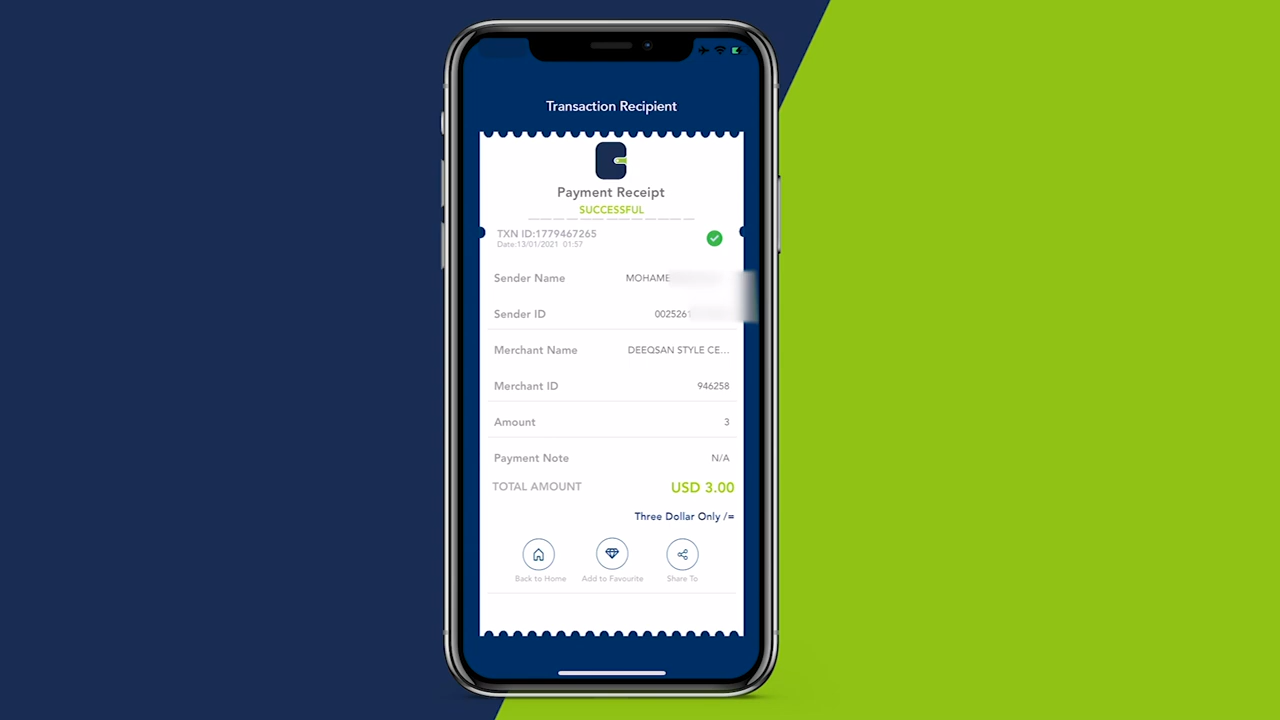 Transaction Recipient
Payment Receipt
SUCCESSFUL
TXN ID:1779467265
Date:13/01/2021 01:57
Sender Name MOHAME
Sender ID 0025261
Merchant Name DEEQSAN STYLE CE...
Merchant ID 946258
Amount 3
Payment Note N/A
TOTAL AMOUNT USD 3.00
Three Dollar Only /=
Back to Home Add to Favourite Share To